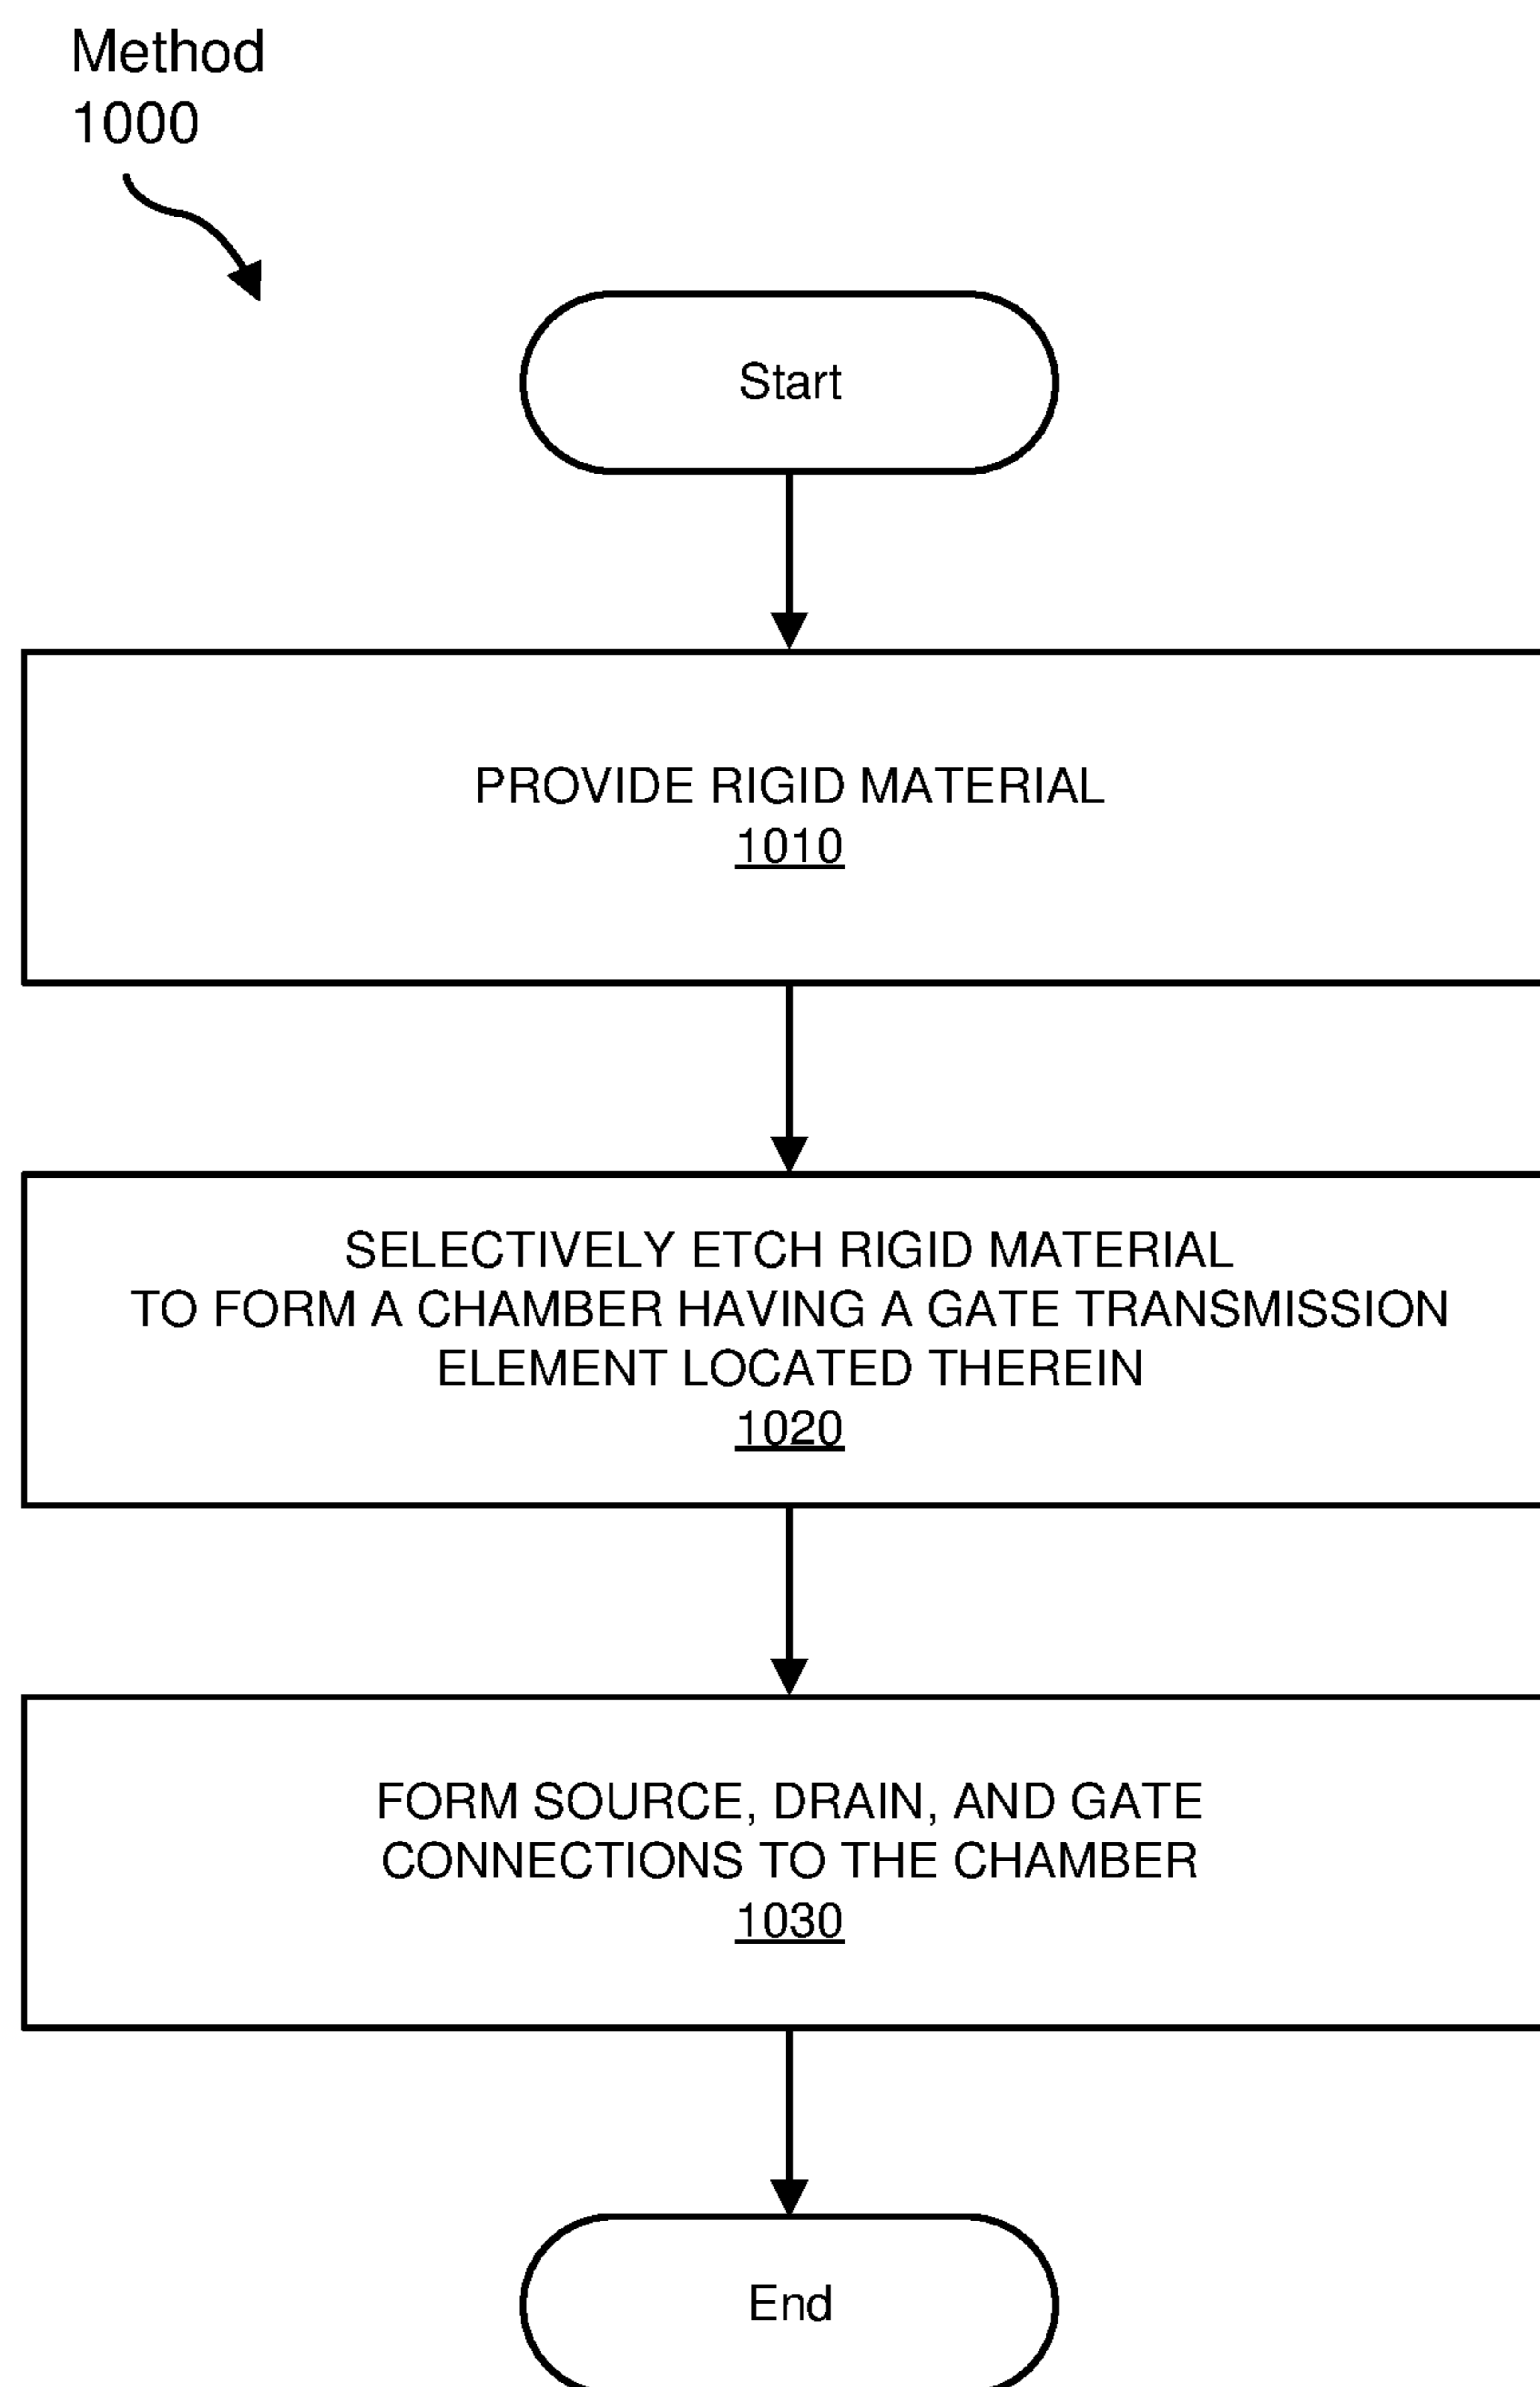 Method
1000
Start
PROVIDE RIGID MATERIAL
1010
SELECTIVELY ETCH RIGID MATERIAL
TO FORM A CHAMBER HAVING A GATE TRANSMISSION
ELEMENT LOCATED THEREIN
1020
FORM SOURCE, DRAIN, AND GATE
CONNECTIONS TO THE CHAMBER
1030
End